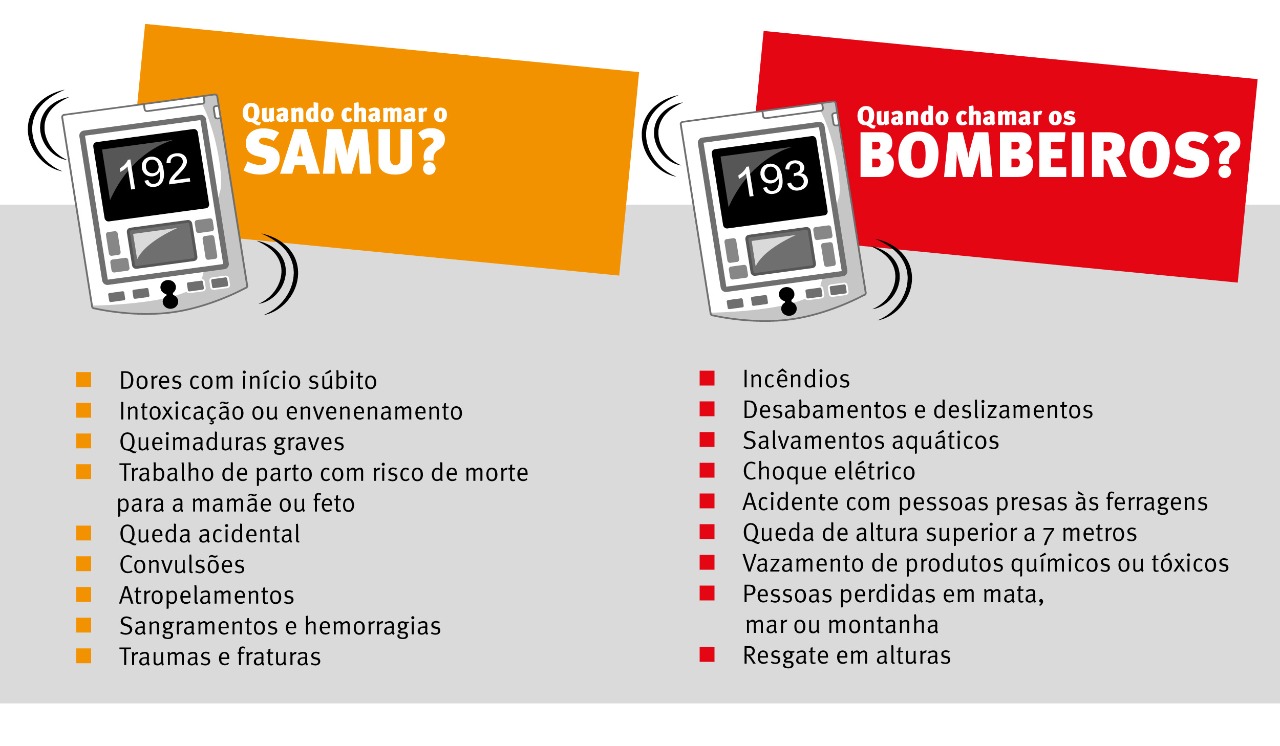 192
Quando chamar o
SAMU?
Dores com início súbito
Intoxicação ou envenenamento
Queimaduras graves
Trabalho de parto com risco de morte
para a mamãe ou feto
Queda acidental
Convulsões
Atropelamentos
Sangramentos e hemorragias
Traumas e fraturas
193
Quando chamar os
BOMBEIROS?
Incêndios
Desabamentos e deslizamentos
Salvamentos aquáticos
Choque elétrico
Acidente com pessoas presas às ferragens
Queda de altura superior a 7 metros
Vazamento de produtos químicos ou tóxicos
Pessoas perdidas em mata,
mar ou montanha
Resgate em alturas